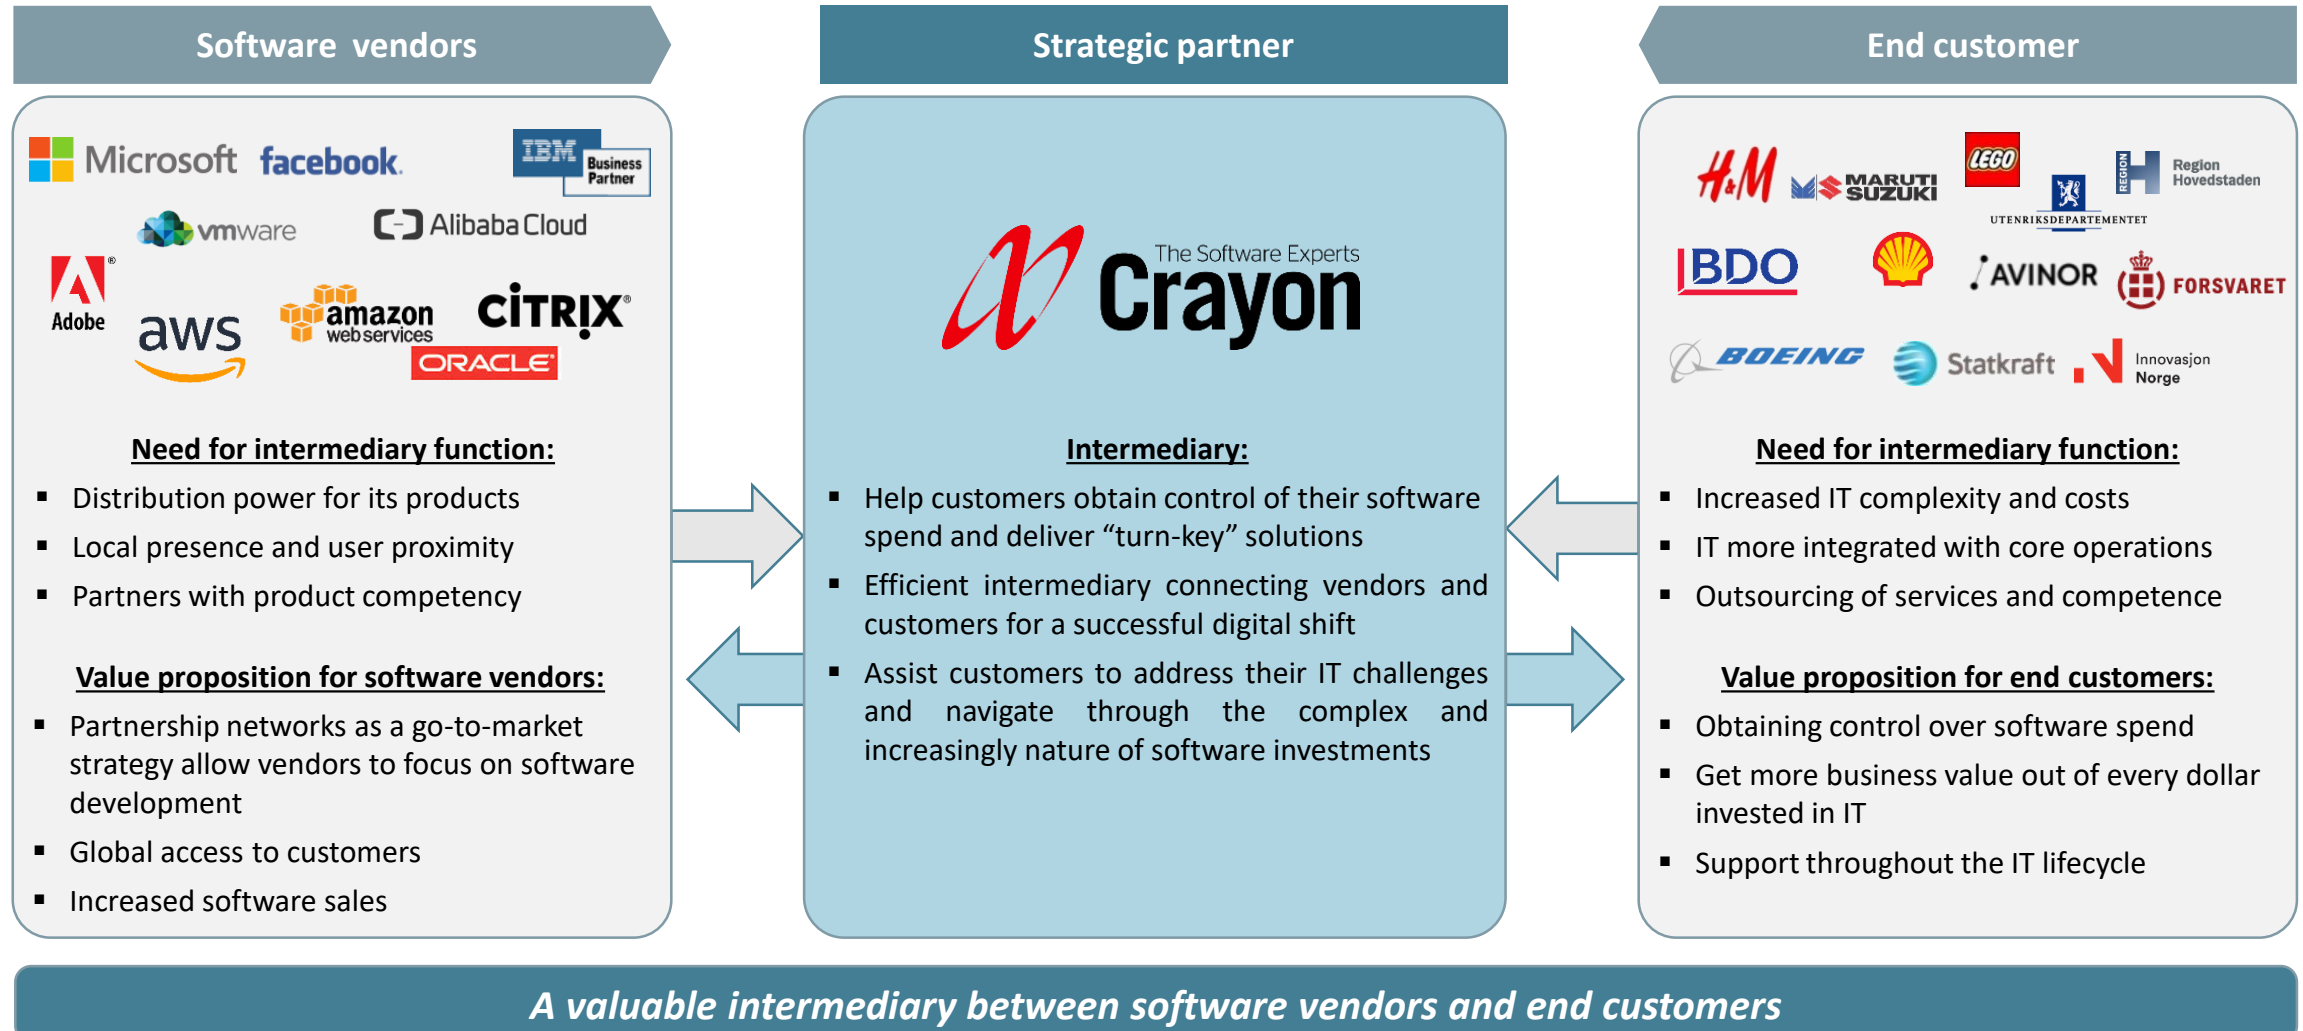 Software vendors
Strategic partner
End customer
Microsoft
facebook.
IBM
Business
Partner
vmware
Alibaba Cloud
Adobe
®
aws
amazon
web services
CiTRIX®
ORACLE
Need for intermediary function:
▪ Distribution power for its products
▪ Local presence and user proximity
▪ Partners with product competency
Value proposition for software vendors:
▪ Partnership networks as a go-to-market
strategy allow vendors to focus on software
development
▪ Global access to customers
▪ Increased software sales
The Software Experts
Crayon
Intermediary:
▪ Help customers obtain control of their software
spend and deliver “turn-key” solutions
▪ Efficient intermediary connecting vendors and
customers for a successful digital shift
▪ Assist customers to address their IT challenges
and navigate through the complex and
increasingly nature of software investments
H&M
MARUTI
SUZUKI
LEGO
UTENRIKSDEPARTEMENTET
REGION
H
Region
Hovedstaden
BDO
AVINOR
FORSVARET
BOEING
Statkraft
Innovasjon
Norge
Need for intermediary function:
▪ Increased IT complexity and costs
▪ IT more integrated with core operations
▪ Outsourcing of services and competence
Value proposition for end customers:
▪ Obtaining control over software spend
▪ Get more business value out of every dollar
invested in IT
▪ Support throughout the IT lifecycle
A valuable intermediary between software vendors and end customers